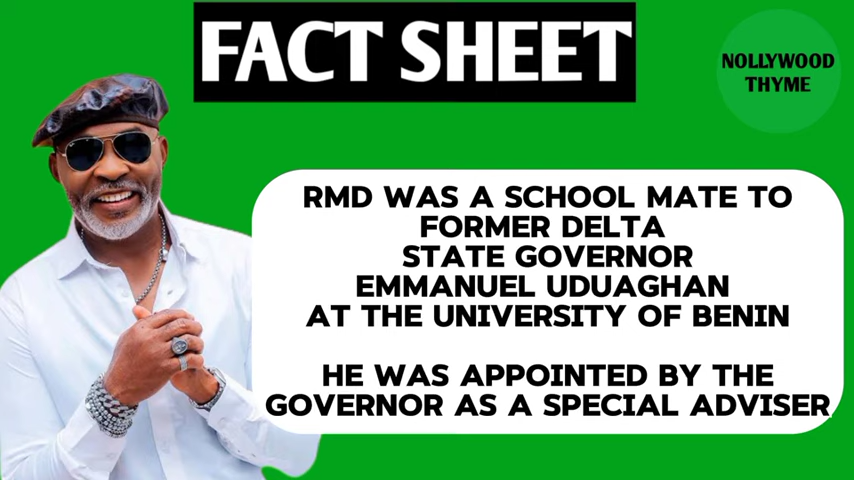 FACT SHEET
NOLLYWOOD
THYME
RMD WAS A SCHOOL MATE TO
FORMER DELTA
STATE GOVERNOR
EMMANUEL UDUAGHAN
AT THE UNIVERSITY OF BENIN
HE WAS APPOINTED BY THE
GOVERNOR AS A SPECIAL ADVISER